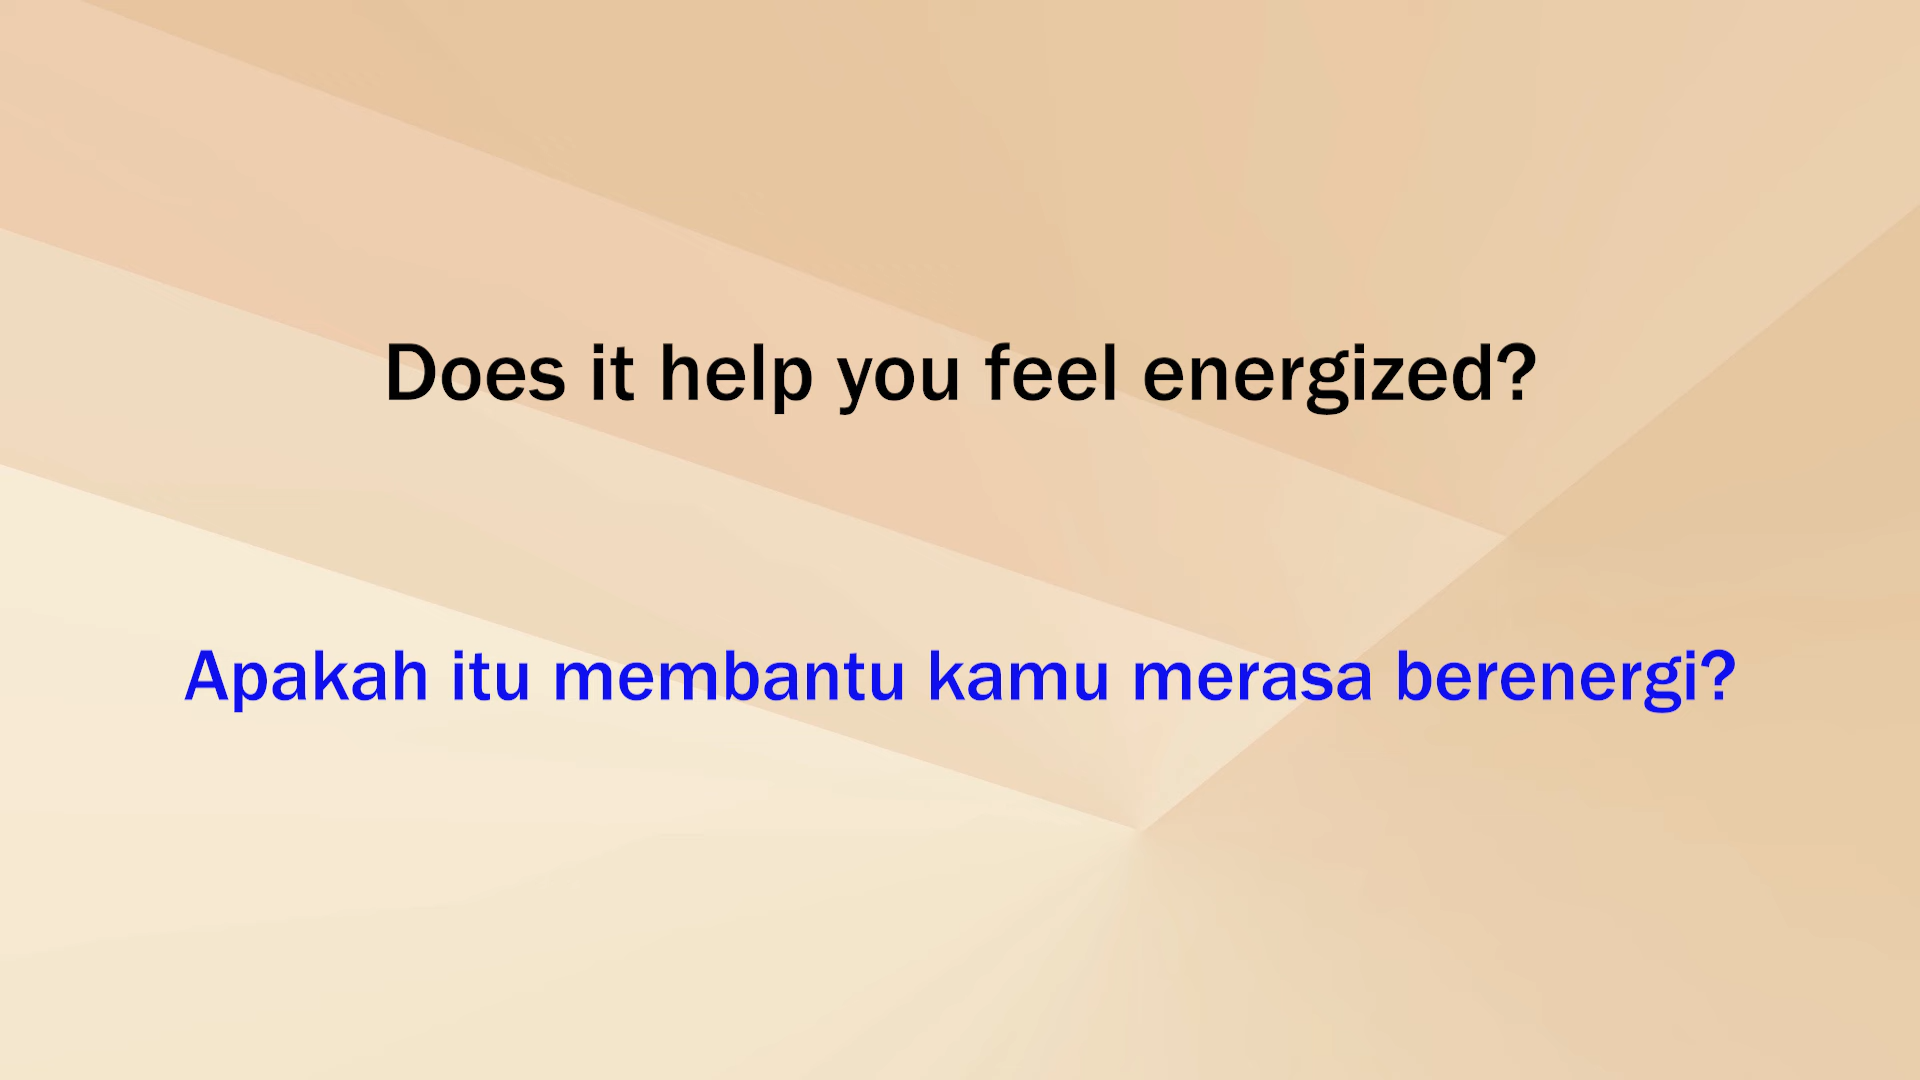 Does it help you feel energized?
Apakah itu membantu kamu merasa berenergi?